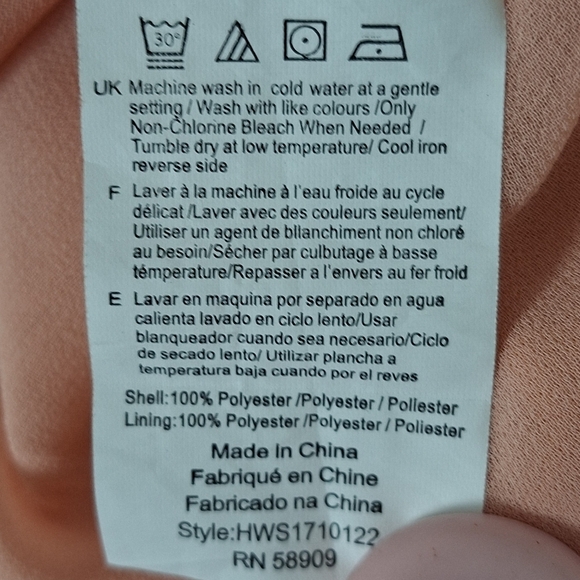 30°
UK Machine wash in cold water at a gentle
setting / Wash with like colours /Only
Non-Chlorine Bleach When Needed /
Tumble dry at low temperature/ Cool iron
reverse side
F Laver à la machine à l'eau froide au cycle
délicat /Laver avec des couleurs seulement/
Utiliser un agent de bllanchiment non chloré
au besoin/Sécher par culbutage à basse
témperature/Repasser a l'envers au fer froid
E Lavar en maquina por separado en agua
calienta lavado en ciclo lento/Usar
blanqueador cuando sea necesario/Ciclo
de secado lento/ Utilizar plancha a
temperatura baja cuando por el reves
Shell:100% Polyester /Polyester / Poliester
Lining:100% Polyester /Polyester / Poliester
Made in China
Fabriqué en Chine
Fabricado na China
Style:HWS1710122
RN 58909